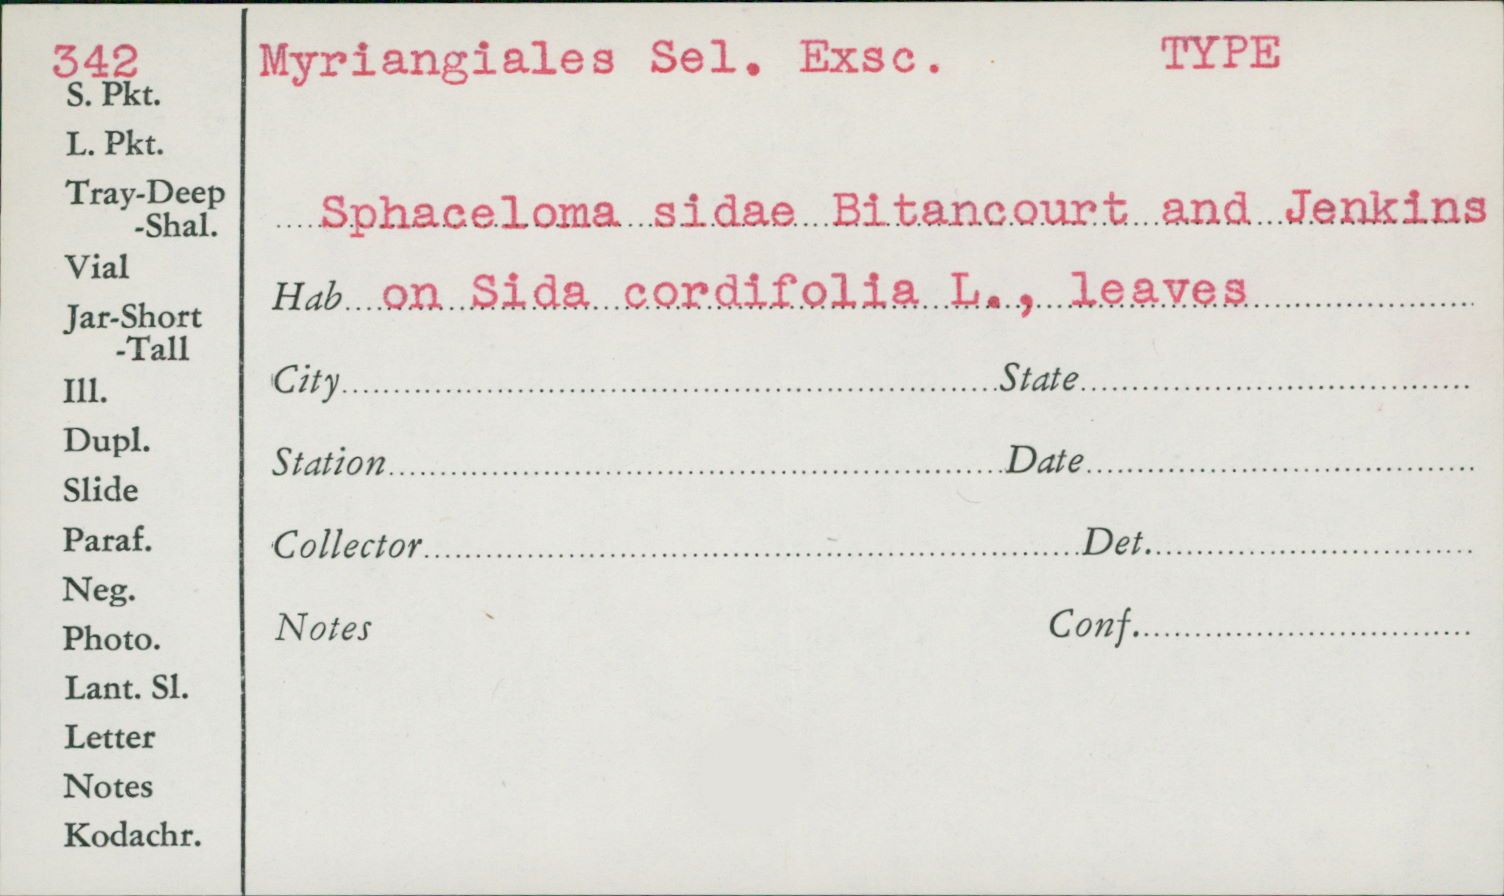 342
S. Pkt.
L. Pkt.
Tray-Deep
-Shal.
Vial
Jar-Short
-Tall
Ill.
Dupl.
Slide
Paraf.
Neg.
Photo.
Lant. Sl.
Letter
Notes
Kodachr.
Myriangiales Sel. Exsc. TYPE
Sphaceloma sidae Bitancourt and Jenkins
Hab on Sida cordifolia L., leaves
City State
Station Date
Collector Det.
Notes Conf.